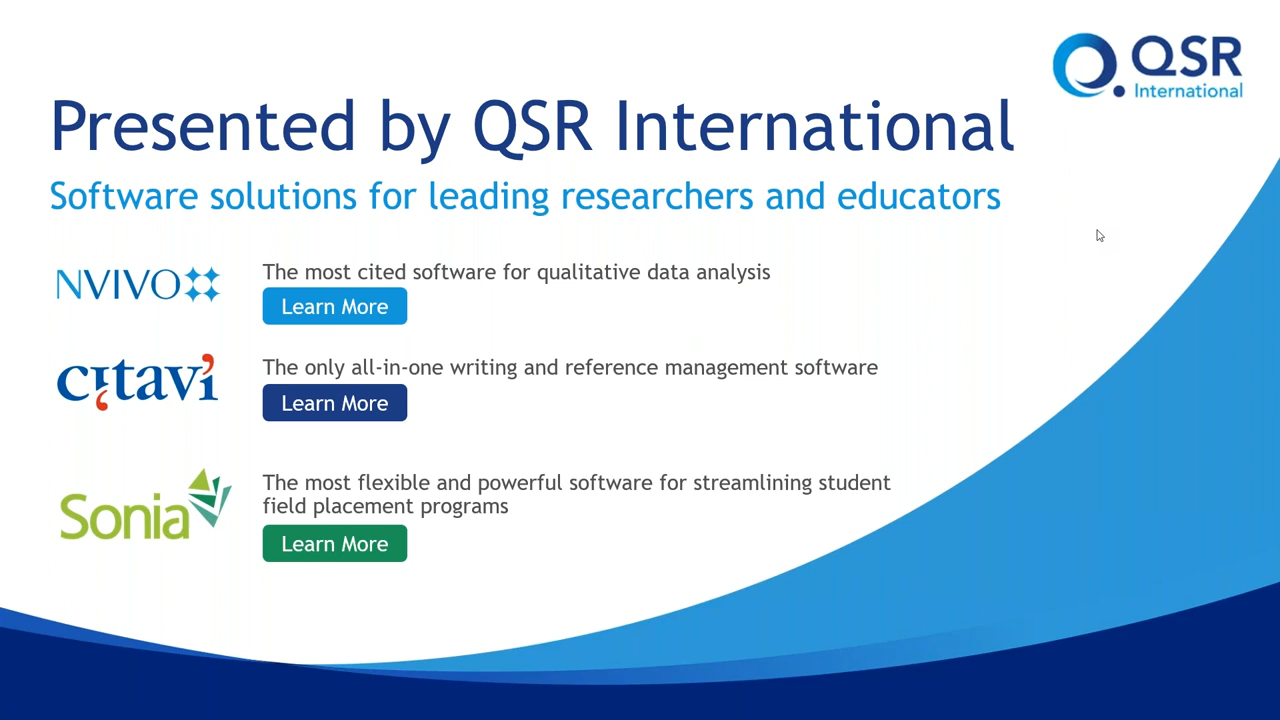 QSR
International
Presented by QSR International
Software solutions for leading researchers and educators
NVIVO
The most cited software for qualitative data analysis
Learn More
citavi
The only all-in-one writing and reference management software
Learn More
Sonia
The most flexible and powerful software for streamlining student
field placement programs
Learn More